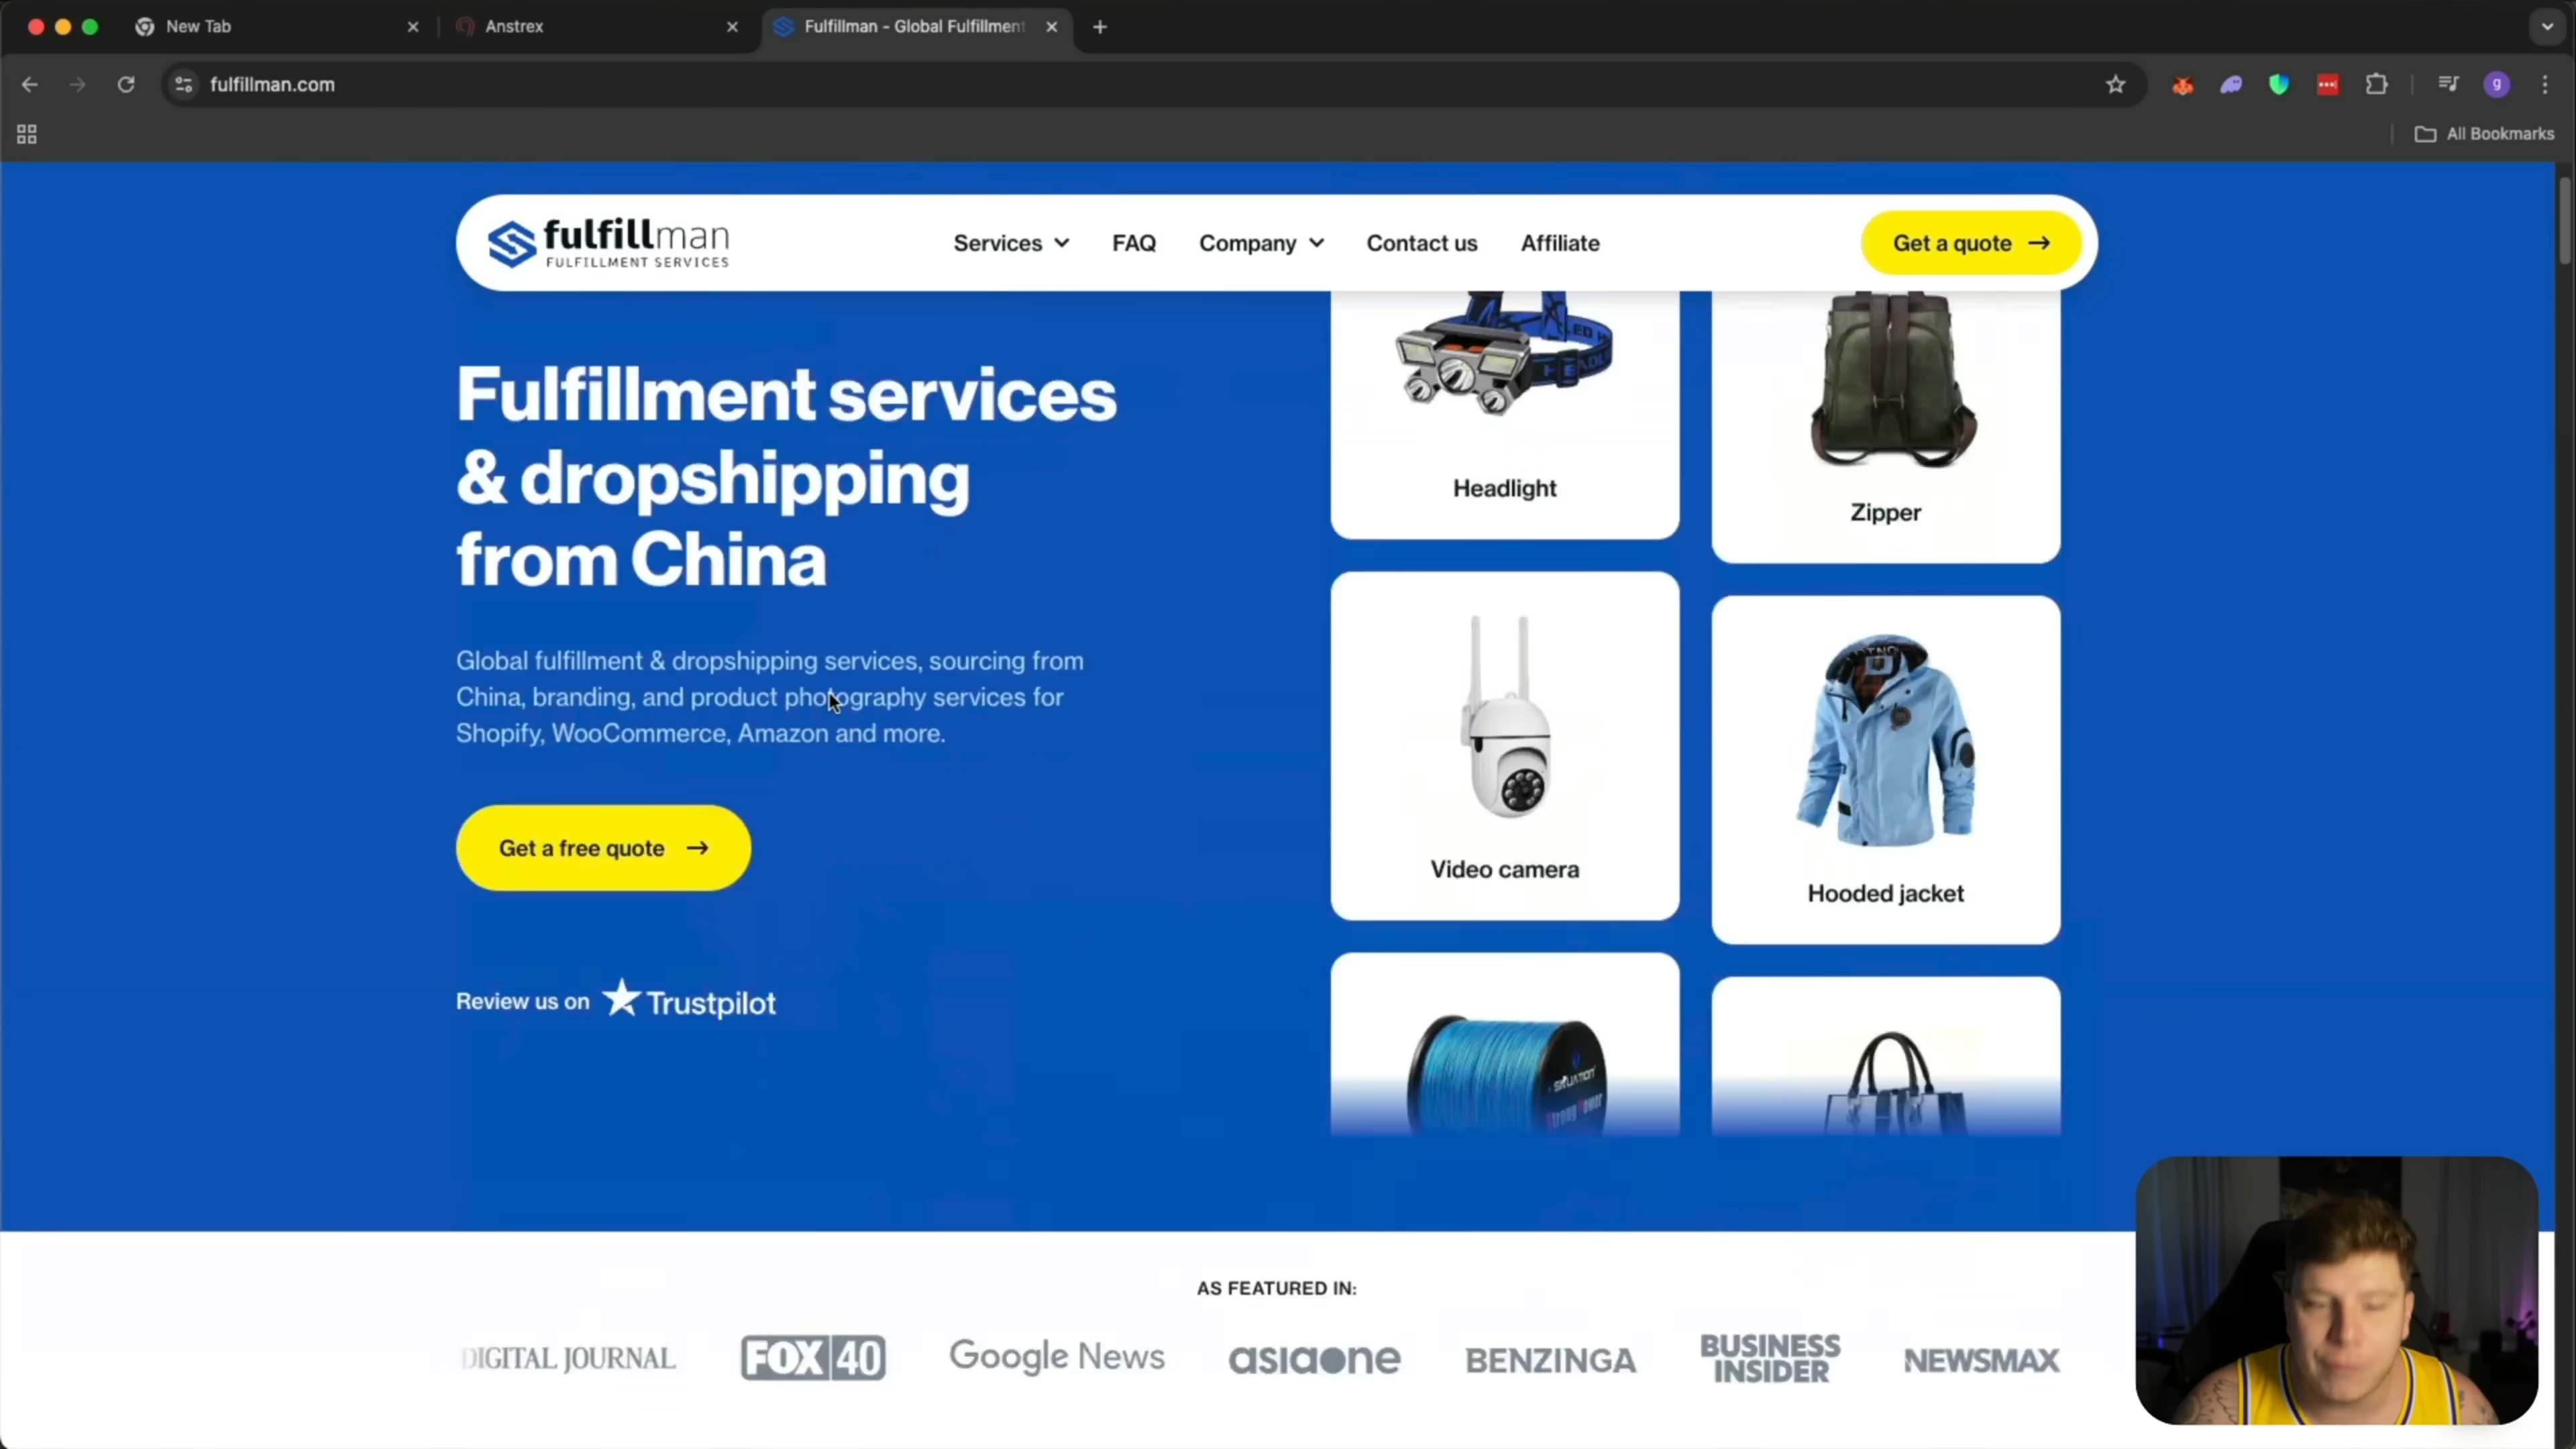 New Tab
Anstrex
Fulfillman - Global Fulfillment
fulfillman.com
g
All Bookmarks
fulfillman
FULFILLMENT SERVICES
Services
FAQ
Company
Contact us
Affiliate
Get a quote
Fulfillment services
& dropshipping
from China
Global fulfillment & dropshipping services, sourcing from
China, branding, and product photography services for
Shopify, WooCommerce, Amazon and more.
Get a free quote
Review us on Trustpilot
Headlight
Zipper
Video camera
Hooded jacket
AS FEATURED IN:
DIGITAL JOURNAL
FOX 40
Google News
asiaone
BENZINGA
BUSINESS
INSIDER
NEWSMAX